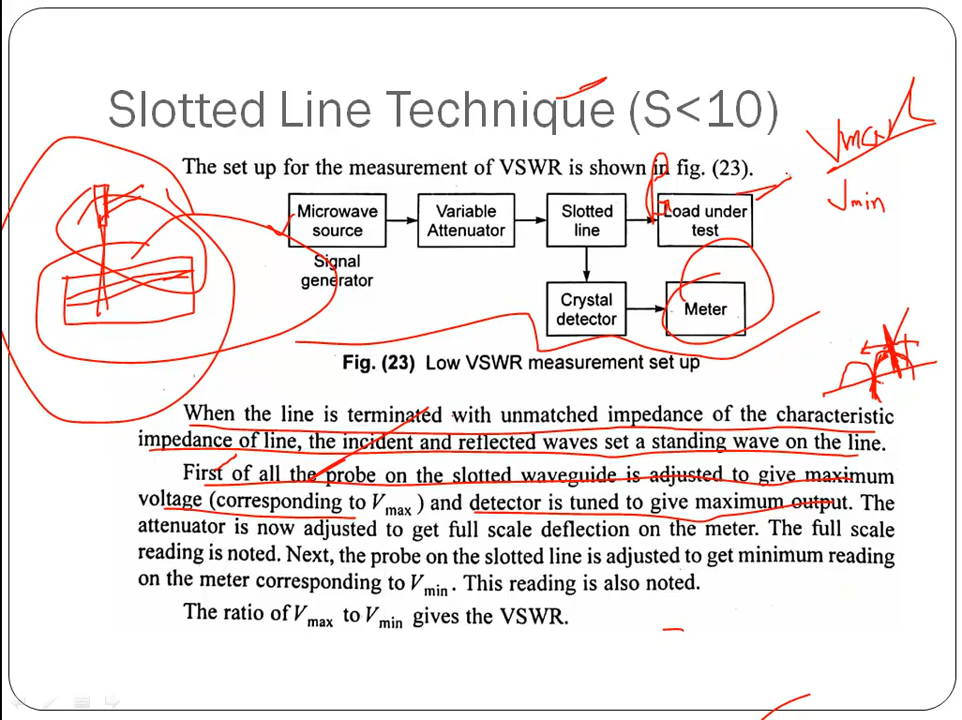 Slotted Line Technique (S<10)
The set up for the measurement of VSWR is shown in fig. (23).
Vmax
Vmin
Microwave source
Variable Attenuator
Slotted line
Load under test
Signal generator
Crystal detector
Meter
Fig. (23) Low VSWR measurement set up
When the line is terminated with unmatched impedance of the characteristic
impedance of line, the incident and reflected waves set a standing wave on the line.
First of all the probe on the slotted waveguide is adjusted to give maximum
voltage (corresponding to Vmax) and detector is tuned to give maximum output. The
attenuator is now adjusted to get full scale deflection on the meter. The full scale
reading is noted. Next, the probe on the slotted line is adjusted to get minimum reading
on the meter corresponding to Vmin. This reading is also noted.
The ratio of Vmax to Vmin gives the VSWR.